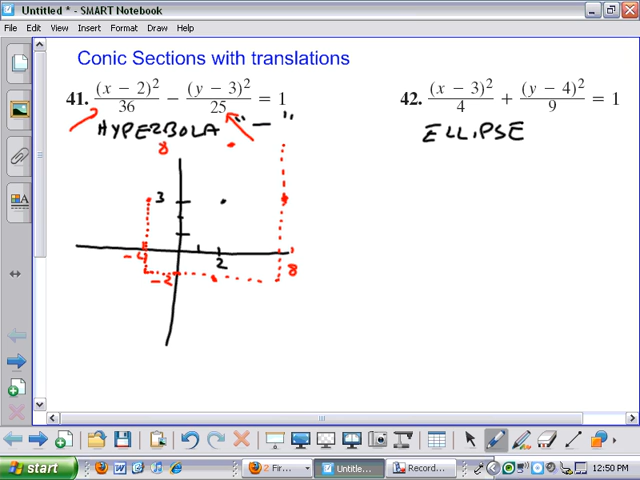 Untitled * - SMART Notebook
File Edit View Insert Format Draw Help
Conic Sections with translations
41. (x − 2)²/36 − (y − 3)²/25 = 1
42. (x − 3)²/4 + (y − 4)²/9 = 1
HYPERBOLA "—"
ELLIPSE
8
3
-4
2
8
-2
start
2 Fir...
Untitle...
Record...
12:50 PM